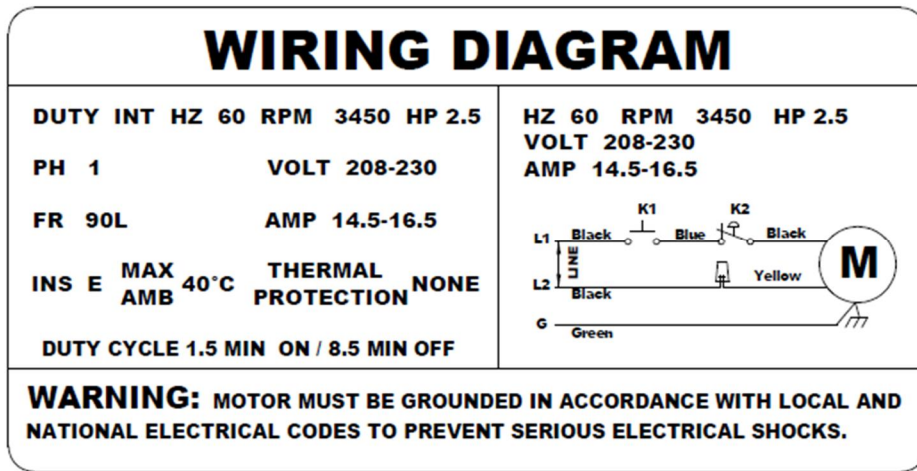 WIRING DIAGRAM
DUTY INT HZ 60 RPM 3450 HP 2.5
PH 1 VOLT 208-230
FR 90L AMP 14.5-16.5
INS E MAX AMB 40°C THERMAL PROTECTION NONE
DUTY CYCLE 1.5 MIN ON / 8.5 MIN OFF
HZ 60 RPM 3450 HP 2.5
VOLT 208-230
AMP 14.5-16.5
K1 K2
L1 Black Blue Black
LINE
M
L2 Black Yellow
G Green
WARNING: MOTOR MUST BE GROUNDED IN ACCORDANCE WITH LOCAL AND
NATIONAL ELECTRICAL CODES TO PREVENT SERIOUS ELECTRICAL SHOCKS.